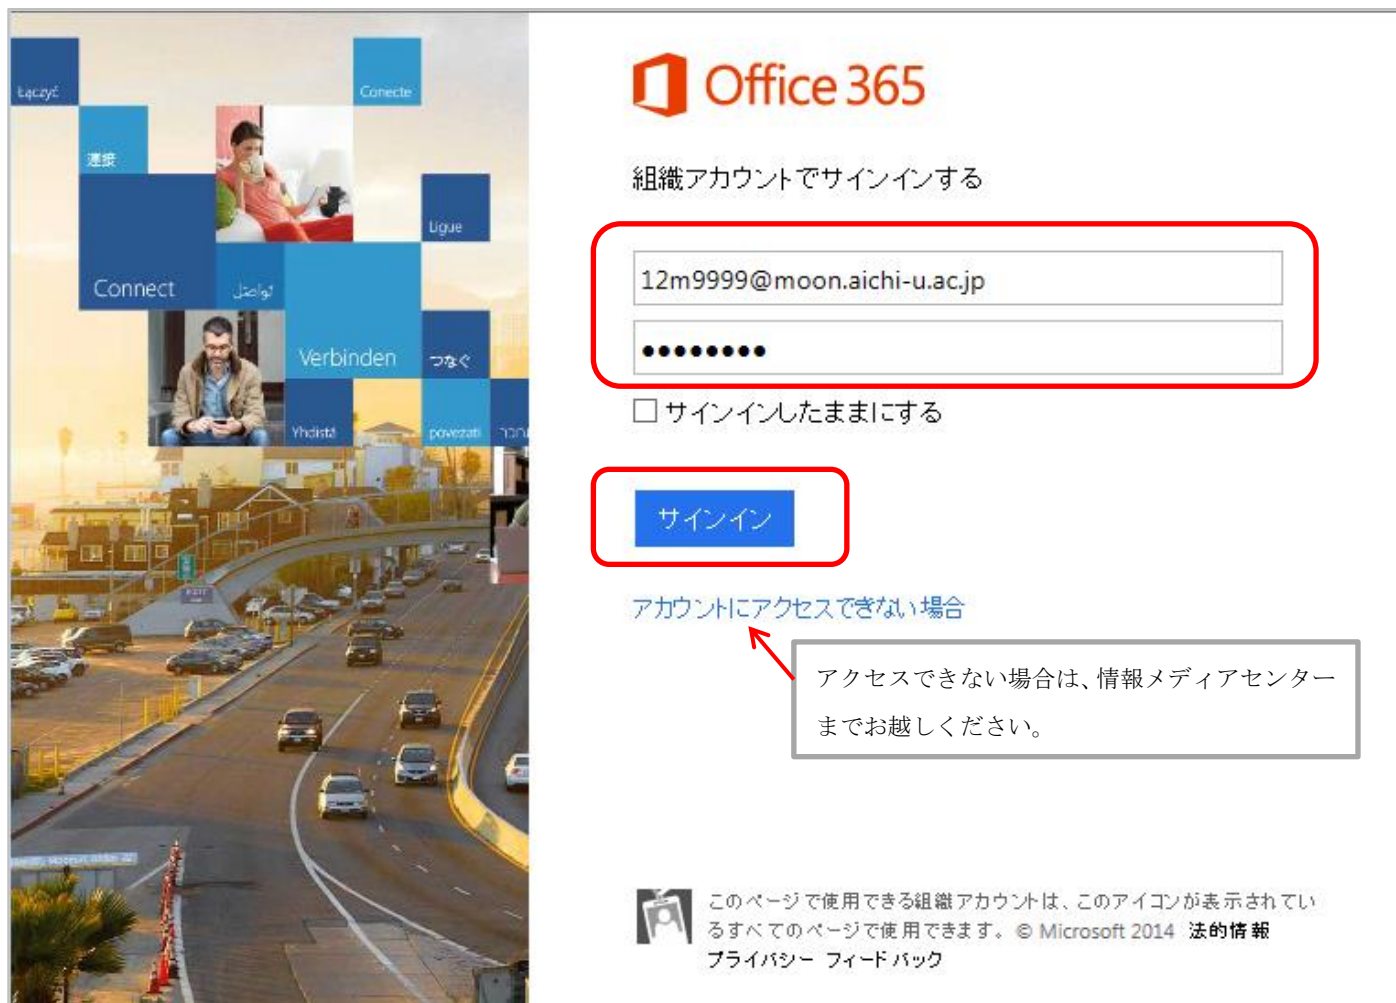 Łączyć
Conecte
連接
Ligue
Connect
تواصل
Verbinden
つなぐ
Yhdistä
povezati
Office 365
組織アカウントでサインインする
12m9999@moon.aichi-u.ac.jp
●●●●●●●●
サインインしたままにする
サインイン
アカウントにアクセスできない場合
アクセスできない場合は、情報メディアセンター
までお越しください。
このページで使用できる組織アカウントは、このアイコンが表示されてい
るすべてのページで使用できます。© Microsoft 2014 法的情報
プライバシー フィードバック